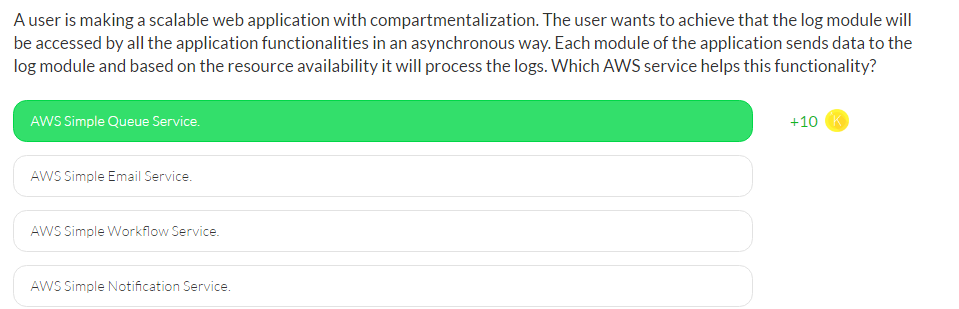 A user is making a scalable web application with compartmentalization. The user wants to achieve that the log module will
be accessed by all the application functionalities in an asynchronous way. Each module of the application sends data to the
log module and based on the resource availability it will process the logs. Which AWS service helps this functionality?
AWS Simple Queue Service.
+10 K
AWS Simple Email Service.
AWS Simple Workflow Service.
AWS Simple Notification Service.